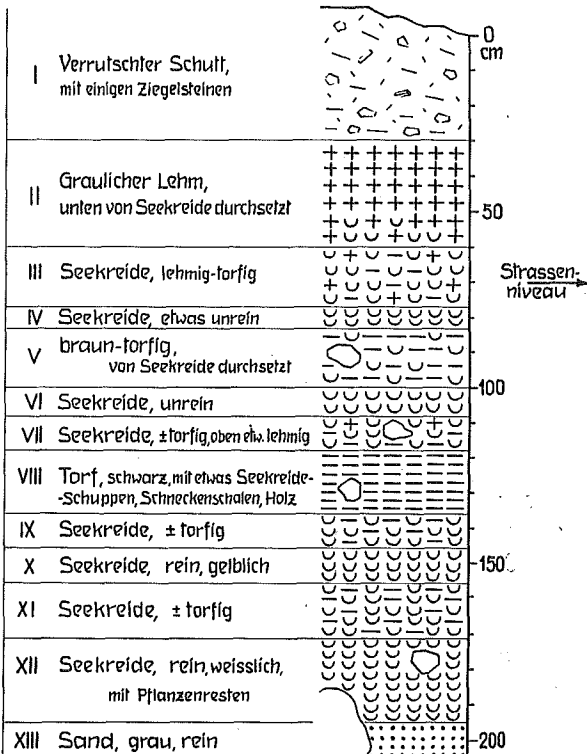 0
cm
I Verrutschter Schutt,
mit einigen Ziegelsteinen
II Graulicher Lehm,
unten von Seekreide durchsetzt
50
III Seekreide, lehmig-torfig
Strassen-
niveau
IV Seekreide, etwas unrein
V braun-torfig,
von Seekreide durchsetzt
100
VI Seekreide, unrein
VII Seekreide, ± torfig, oben etw. lehmig
VIII Torf, schwarz, mit etwas Seekreide-
-Schuppen, Schneckenschalen, Holz
IX Seekreide, ± torfig
150
X Seekreide, rein, gelblich
XI Seekreide, ± torfig
XII Seekreide, rein, weisslich,
mit Pflanzenresten
XIII Sand, grau, rein
200